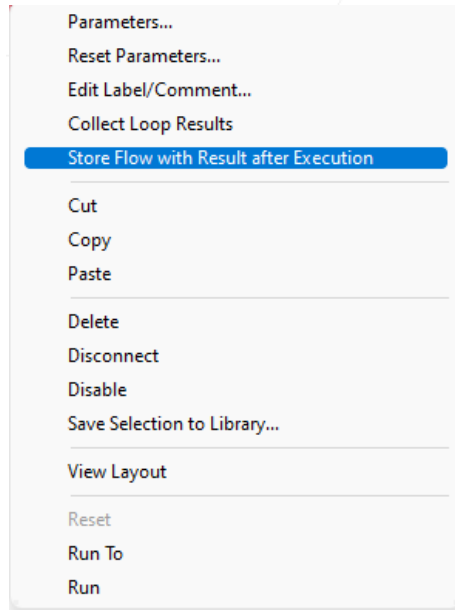 Parameters...
Reset Parameters...
Edit Label/Comment...
Collect Loop Results
Store Flow with Result after Execution
Cut
Copy
Paste
Delete
Disconnect
Disable
Save Selection to Library...
View Layout
Reset
Run To
Run